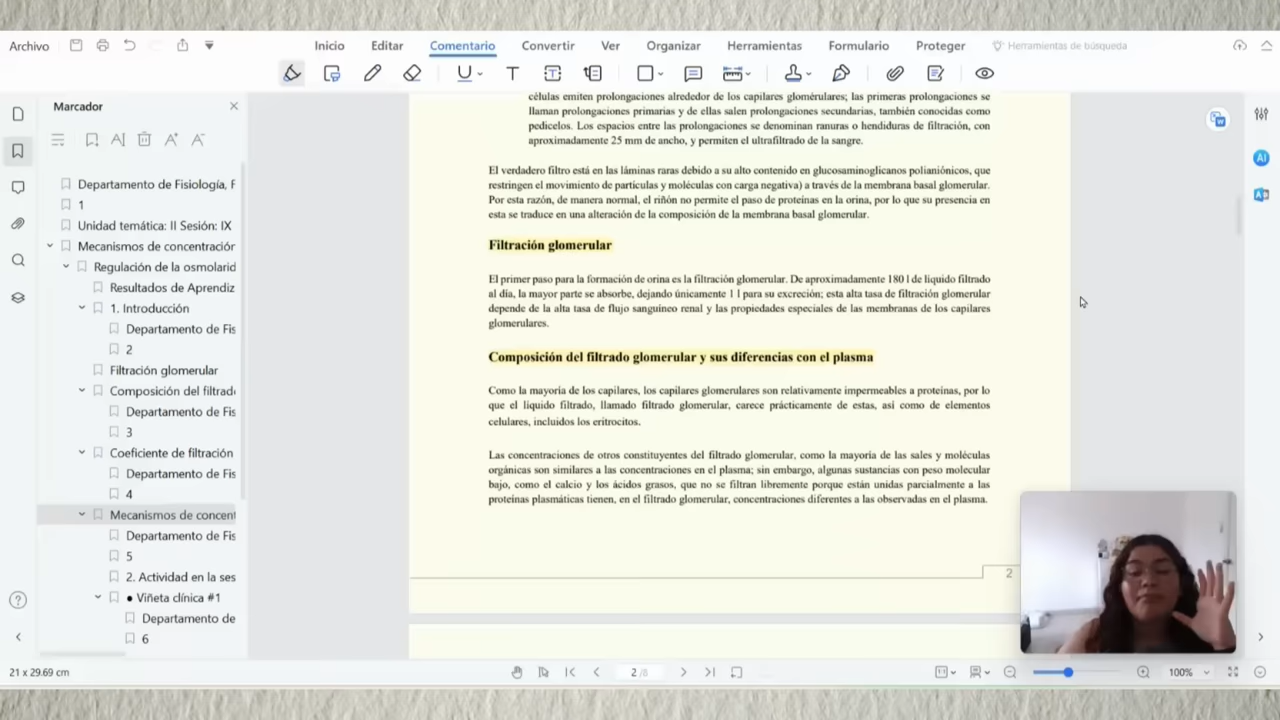 Archivo
Inicio Editar Comentario Convertir Ver Organizar Herramientas Formulario Proteger Herramientas de búsqueda
Marcador
Departamento de Fisiología, F
1
Unidad temática: II Sesión: IX
Mecanismos de concentración
Regulación de la osmolarid
Resultados de Aprendiz
1. Introducción
Departamento de Fis
2
Filtración glomerular
Composición del filtrad
Departamento de Fis
3
Coeficiente de filtración
Departamento de Fis
4
Mecanismos de concent
Departamento de Fis
5
2. Actividad en la ses
• Viñeta clínica #1
Departamento de
6
células emiten prolongaciones alrededor de los capilares glomérulares; las primeras prolongaciones se
llaman prolongaciones primarias y de ellas salen prolongaciones secundarias, también conocidas como
pedicelos. Los espacios entre las prolongaciones se denominan ranuras o hendiduras de filtración, con
aproximadamente 25 mm de ancho, y permiten el ultrafiltrado de la sangre.
El verdadero filtro está en las láminas raras debido a su alto contenido en glucosaminoglicanos polianiónicos, que
restringen el movimiento de partículas y moléculas con carga negativa) a través de la membrana basal glomerular.
Por esta razón, de manera normal, el riñón no permite el paso de proteínas en la orina, por lo que su presencia en
esta se traduce en una alteración de la composición de la membrana basal glomerular.
Filtración glomerular
El primer paso para la formación de orina es la filtración glomerular. De aproximadamente 180 l de líquido filtrado
al día, la mayor parte se absorbe, dejando únicamente 1 l para su excreción; esta alta tasa de filtración glomerular
depende de la alta tasa de flujo sanguíneo renal y las propiedades especiales de las membranas de los capilares
glomerulares.
Composición del filtrado glomerular y sus diferencias con el plasma
Como la mayoría de los capilares, los capilares glomerulares son relativamente impermeables a proteínas, por lo
que el líquido filtrado, llamado filtrado glomerular, carece prácticamente de estas, así como de elementos
celulares, incluidos los eritrocitos.
Las concentraciones de otros constituyentes del filtrado glomerular, como la mayoría de las sales y moléculas
orgánicas son similares a las concentraciones en el plasma; sin embargo, algunas sustancias con peso molecular
bajo, como el calcio y los ácidos grasos, que no se filtran libremente porque están unidas parcialmente a las
proteínas plasmáticas tienen, en el filtrado glomerular, concentraciones diferentes a las observadas en el plasma.
2
21 x 29.69 cm
2 /8
100%